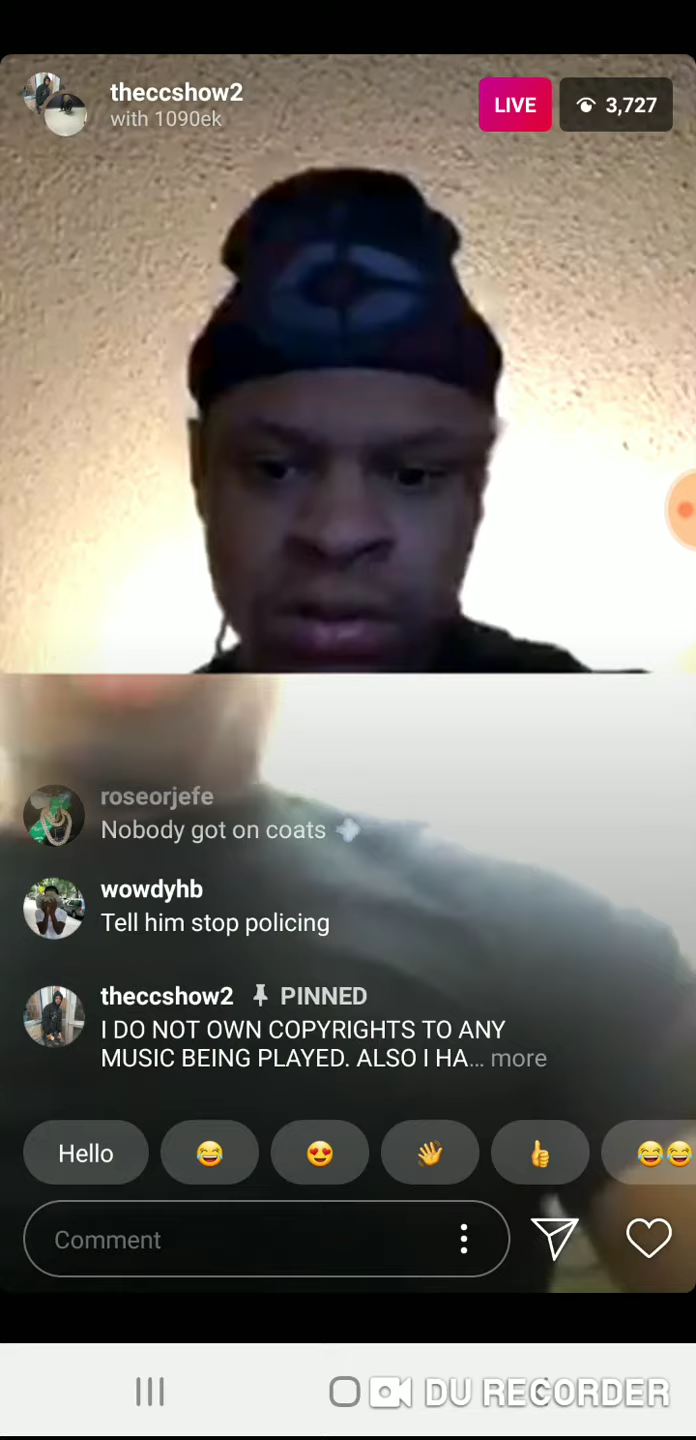 theccshow2
with 1090ek
LIVE
3,727
roseorjefe
Nobody got on coats 💨
wowdyhb
Tell him stop policing
theccshow2 PINNED
I DO NOT OWN COPYRIGHTS TO ANY
MUSIC BEING PLAYED. ALSO I HA... more
Hello
😂
😍
👋
👍
😂😂
Comment
DU RECORDER